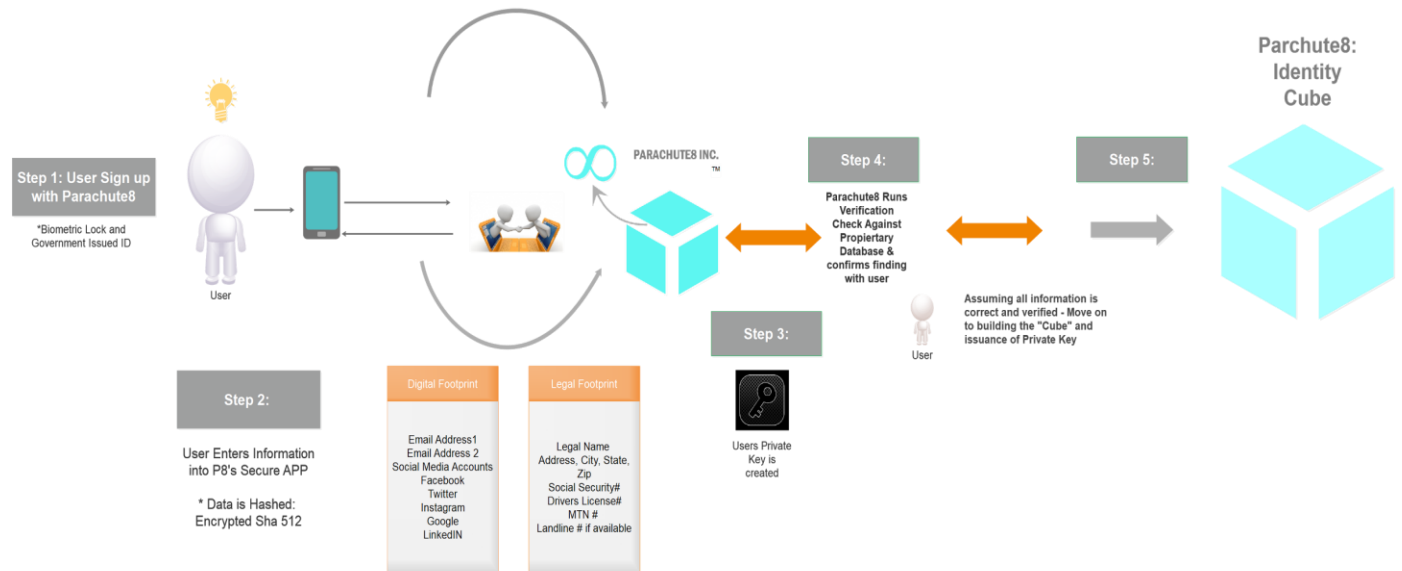 Step 1: User Sign up
with Parachute8
*Biometric Lock and
Government Issued ID
User
Step 2:
User Enters Information
into P8's Secure APP
* Data is Hashed:
Encrypted Sha 512
Digital Footprint
Email Address1
Email Address 2
Social Media Accounts
Facebook
Twitter
Instagram
Google
LinkedIN
Legal Footprint
Legal Name
Address, City, State,
Zip
Social Security#
Drivers License#
MTN #
Landline # if available
PARACHUTE8 INC.
TM
Step 3:
Users Private
Key is
created
Step 4:
Parachute8 Runs
Verification
Check Against
Propiertary
Database &
confirms finding
with user
User
Assuming all information is
correct and verified - Move on
to building the "Cube" and
issuance of Private Key
Step 5:
Parchute8:
Identity
Cube